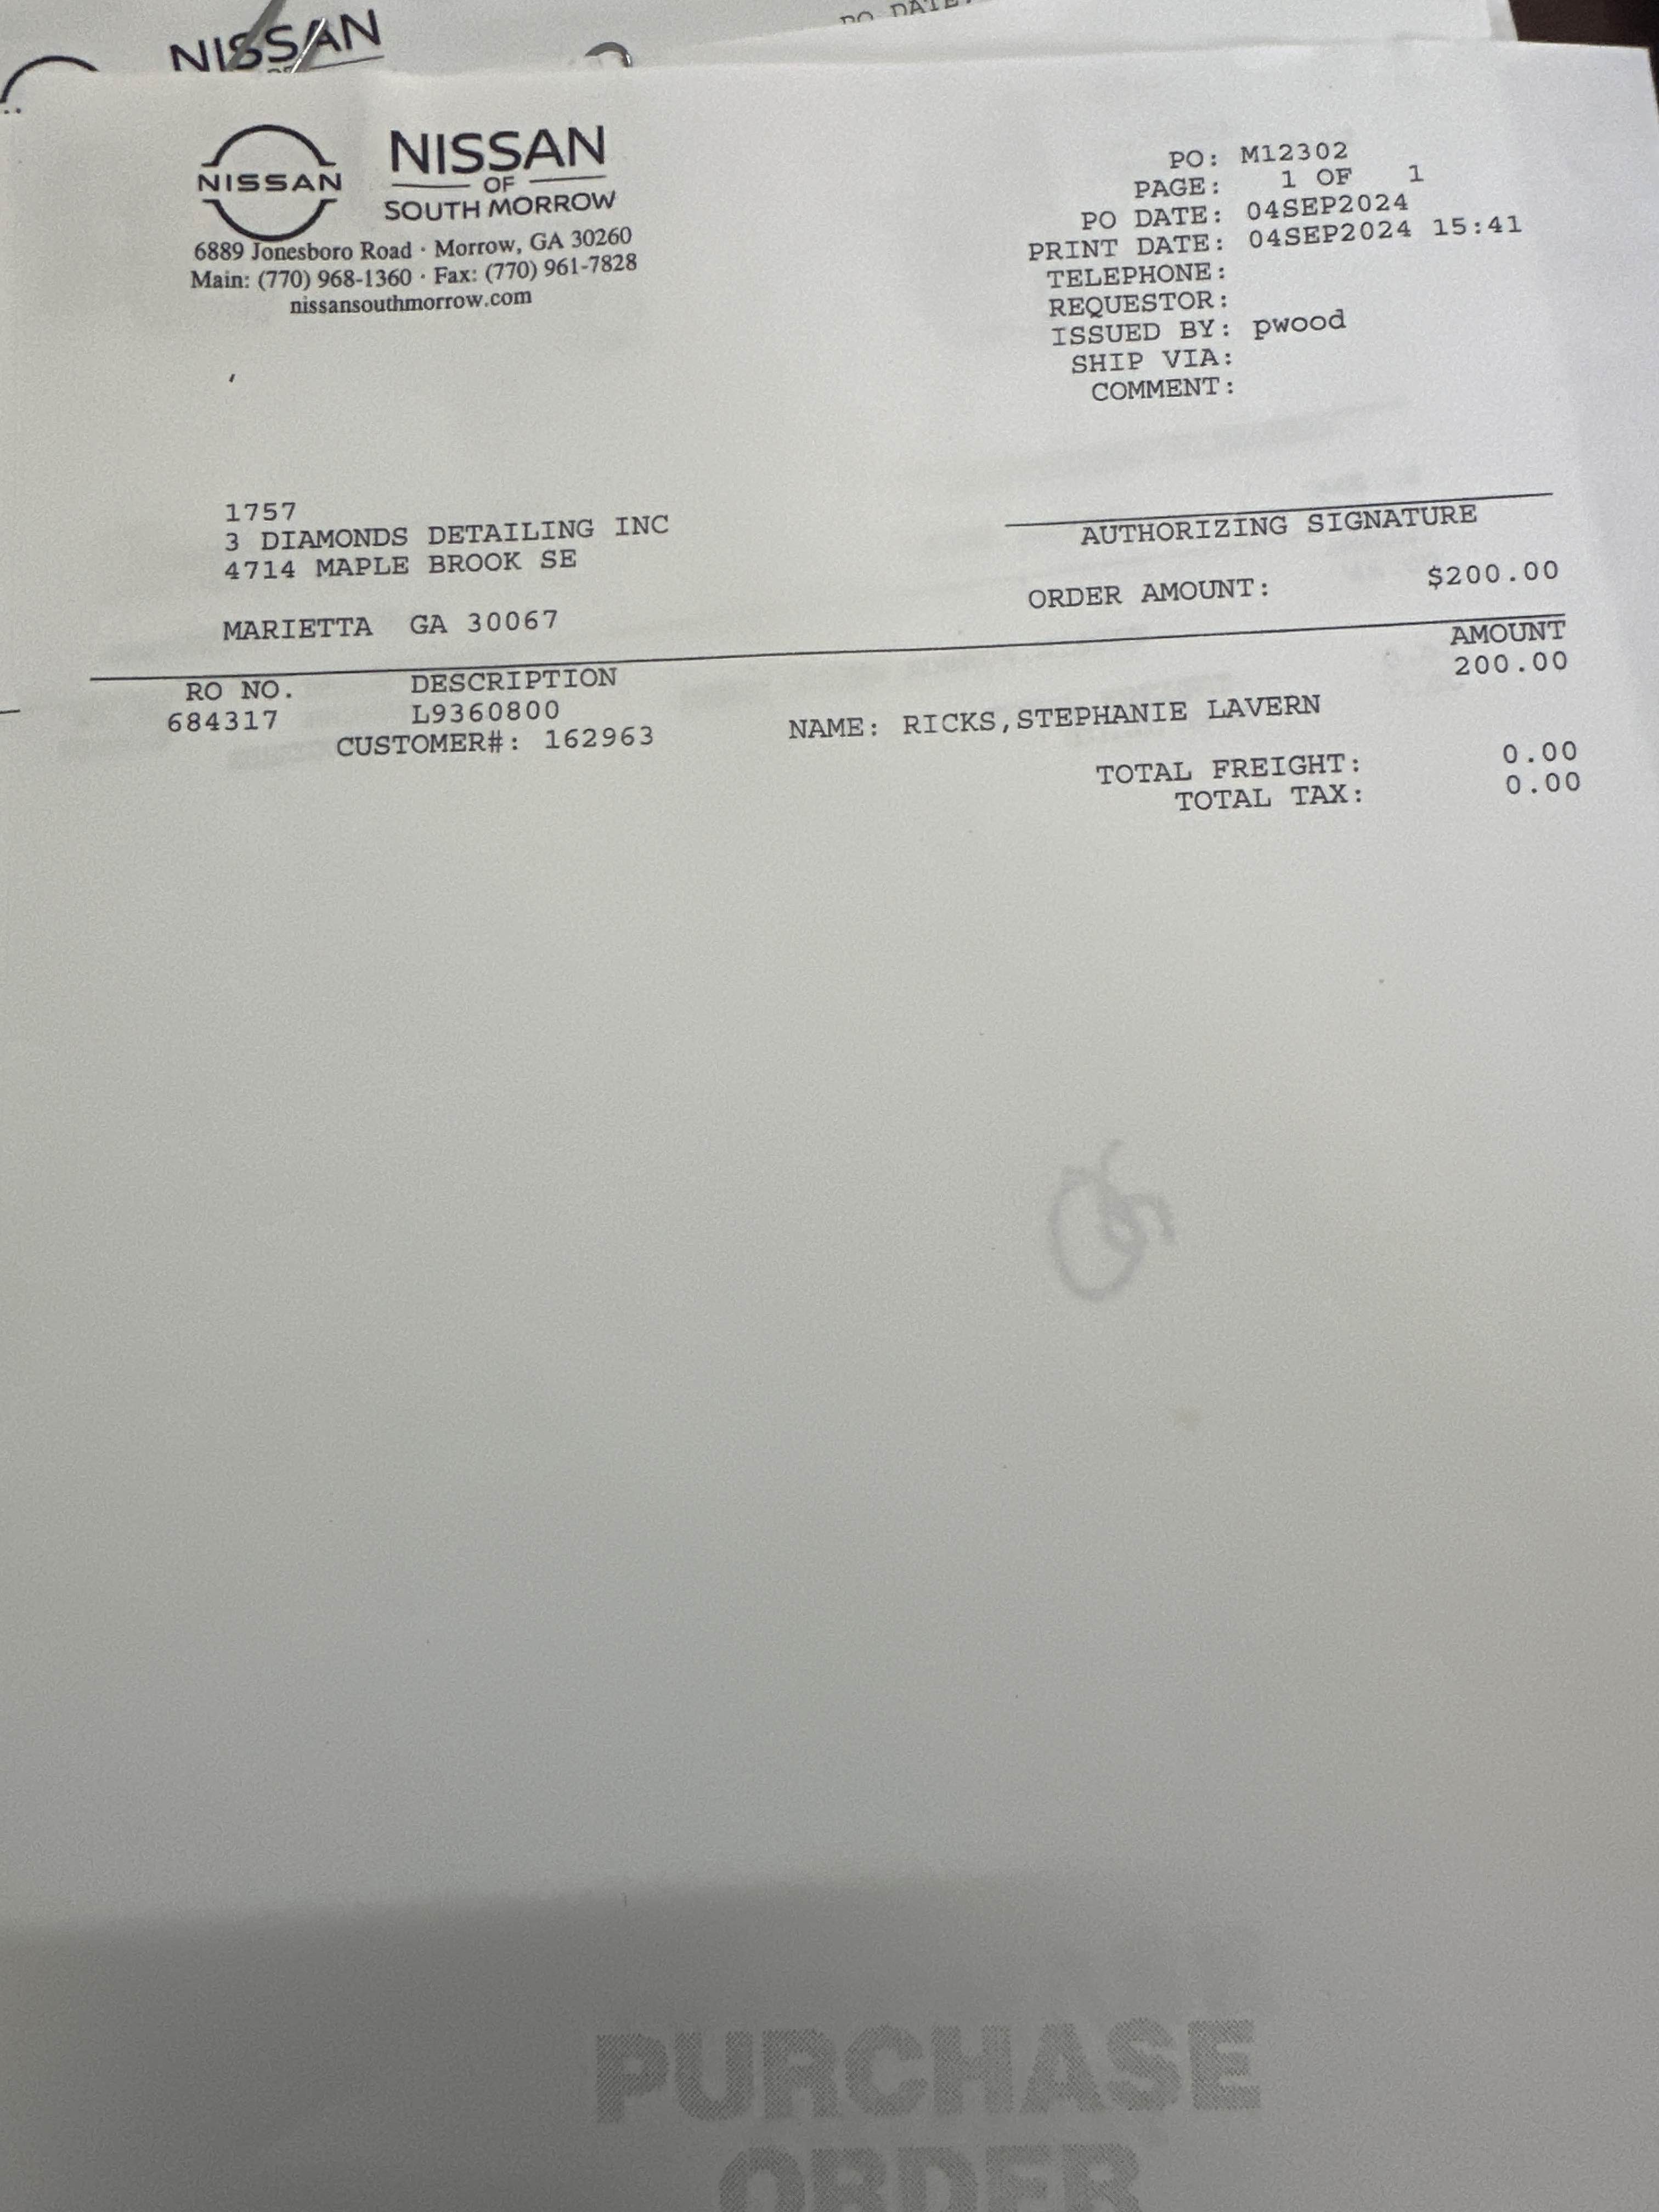 NISSAN
PO DATE:
NISSAN
NISSAN
OF
SOUTH MORROW
6889 Jonesboro Road · Morrow, GA 30260
Main: (770) 968-1360 · Fax: (770) 961-7828
nissansouthmorrow.com
PO: M12302
PAGE: 1 OF 1
PO DATE: 04SEP2024
PRINT DATE: 04SEP2024 15:41
TELEPHONE:
REQUESTOR:
ISSUED BY: pwood
SHIP VIA:
COMMENT:
1757
3 DIAMONDS DETAILING INC
4714 MAPLE BROOK SE
MARIETTA GA 30067
AUTHORIZING SIGNATURE
ORDER AMOUNT: $200.00
RO NO. DESCRIPTION AMOUNT
684317 L9360800 200.00
CUSTOMER#: 162963 NAME: RICKS,STEPHANIE LAVERN
TOTAL FREIGHT: 0.00
TOTAL TAX: 0.00
PURCHASE
ORDER